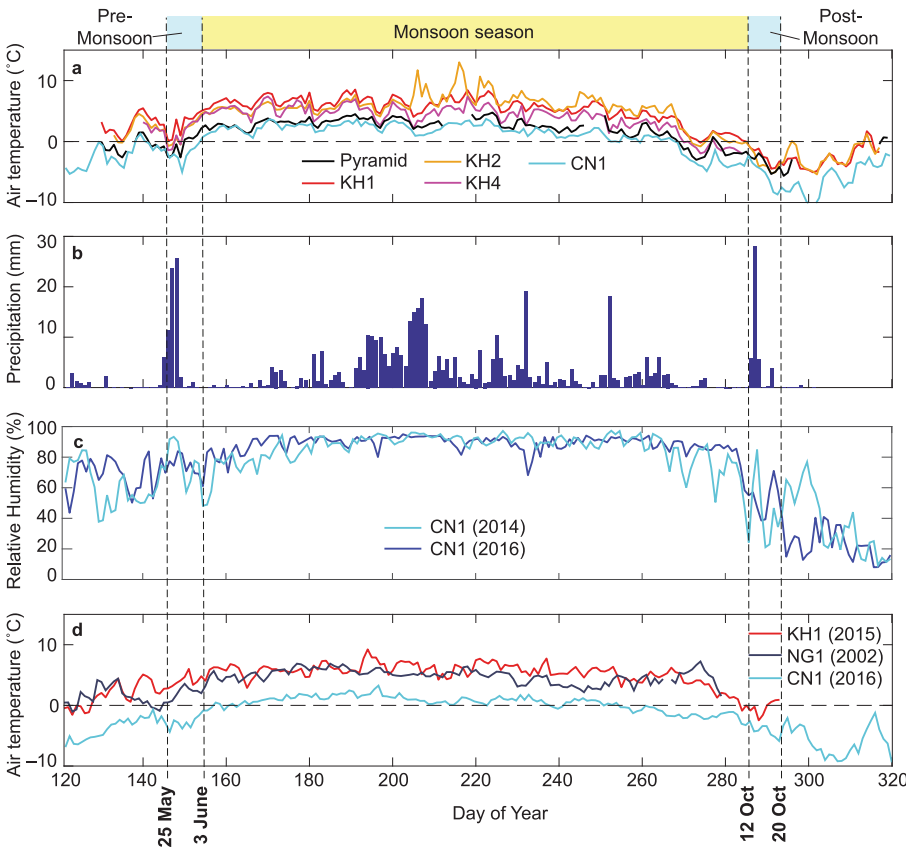 Pre-
Monsoon
Monsoon season
Post-
Monsoon
a
Air temperature (°C)
10
0
–10
Pyramid
KH1
KH2
KH4
CN1
b
Precipitation (mm)
30
20
10
0
c
Relative Humidity (%)
100
80
60
40
20
0
CN1 (2014)
CN1 (2016)
d
Air temperature (°C)
10
0
–10
KH1 (2015)
NG1 (2002)
CN1 (2016)
120 140 160 180 200 220 240 260 280 300 320
Day of Year
25 May
3 June
12 Oct
20 Oct